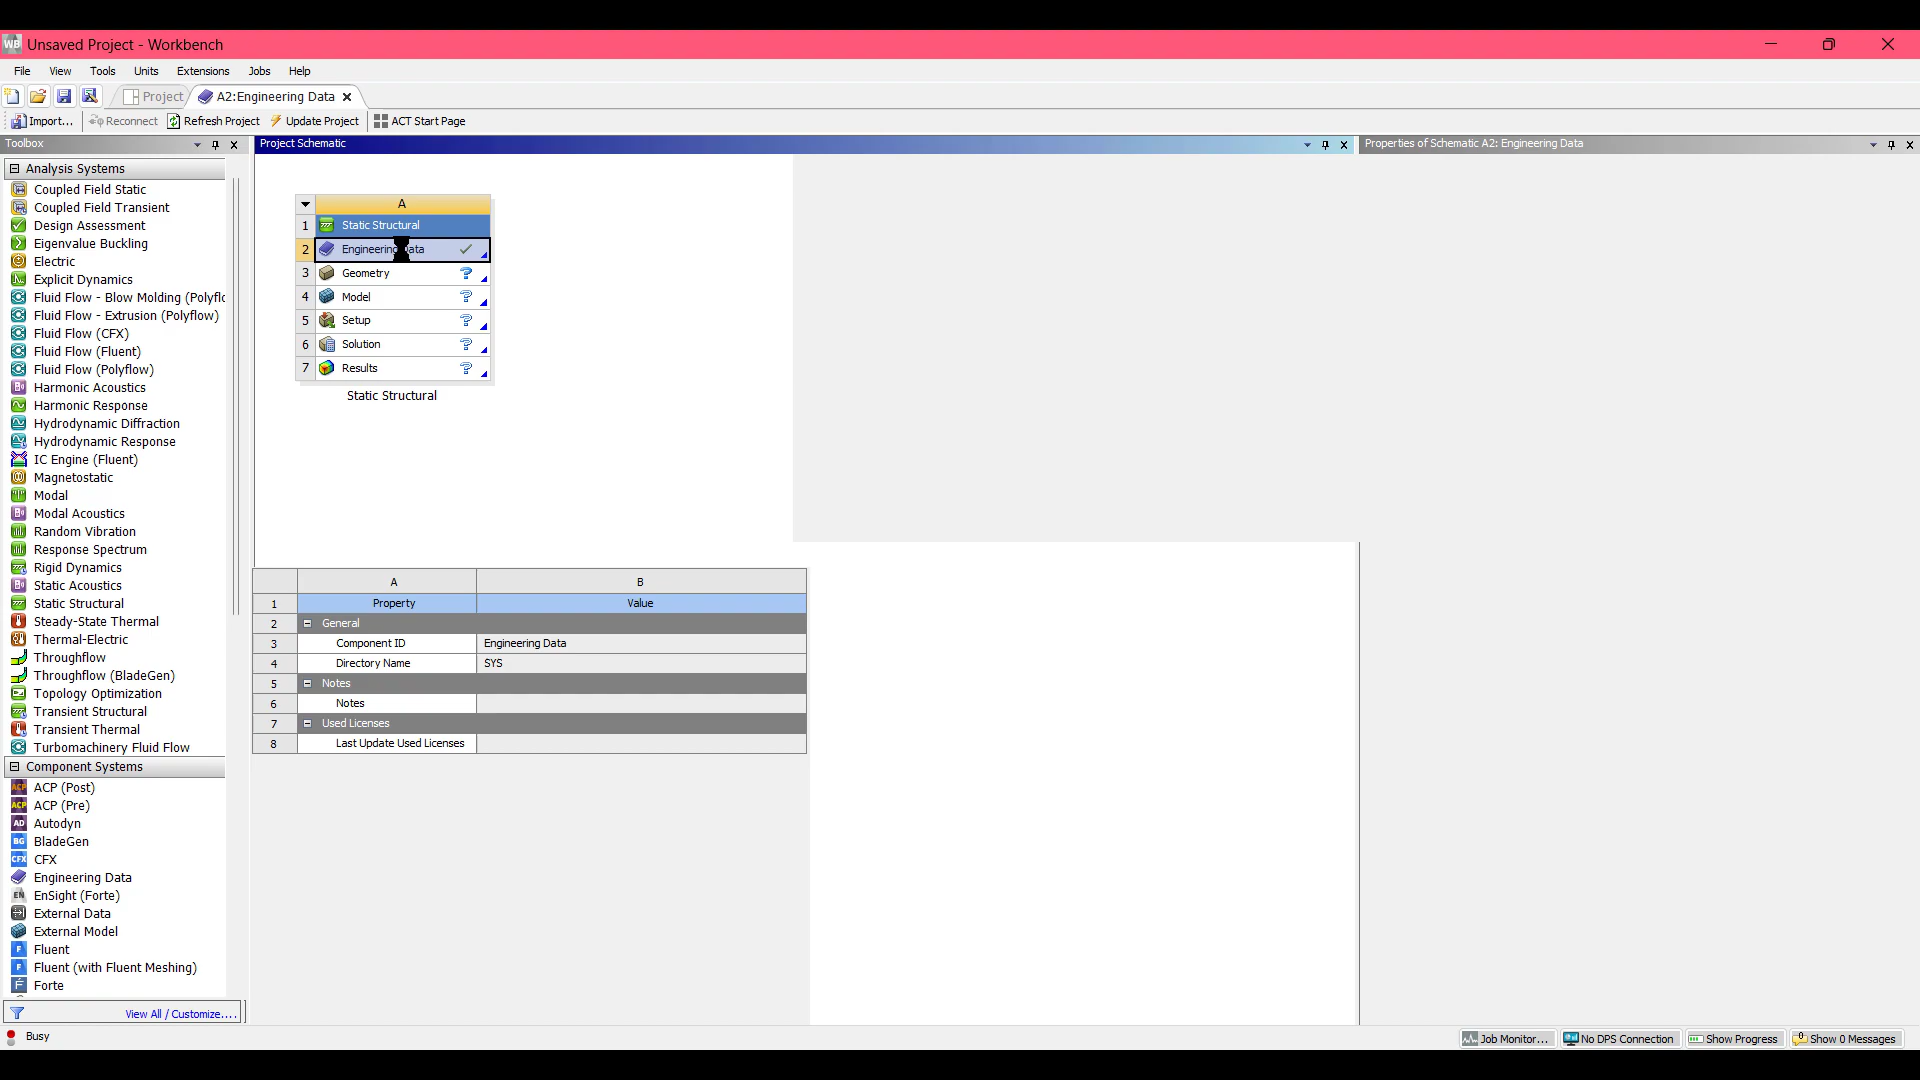 WB Unsaved Project - Workbench
File View Tools Units Extensions Jobs Help
Project A2:Engineering Data
Import... Reconnect Refresh Project Update Project ACT Start Page
Toolbox
Analysis Systems
Coupled Field Static
Coupled Field Transient
Design Assessment
Eigenvalue Buckling
Electric
Explicit Dynamics
Fluid Flow - Blow Molding (Polyflo
Fluid Flow - Extrusion (Polyflow)
Fluid Flow (CFX)
Fluid Flow (Fluent)
Fluid Flow (Polyflow)
Harmonic Acoustics
Harmonic Response
Hydrodynamic Diffraction
Hydrodynamic Response
IC Engine (Fluent)
Magnetostatic
Modal
Modal Acoustics
Random Vibration
Response Spectrum
Rigid Dynamics
Static Acoustics
Static Structural
Steady-State Thermal
Thermal-Electric
Throughflow
Throughflow (BladeGen)
Topology Optimization
Transient Structural
Transient Thermal
Turbomachinery Fluid Flow
Component Systems
ACP ACP (Post)
ACP ACP (Pre)
AD Autodyn
BG BladeGen
CFX CFX
Engineering Data
EN EnSight (Forte)
External Data
External Model
F Fluent
F Fluent (with Fluent Meshing)
F Forte
View All / Customize....
Project Schematic
A
1 Static Structural
2 Engineering Data
3 Geometry ?
4 Model ?
5 Setup ?
6 Solution ?
7 Results ?
Static Structural
A B
1 Property Value
2 General
3 Component ID Engineering Data
4 Directory Name SYS
5 Notes
6 Notes
7 Used Licenses
8 Last Update Used Licenses
Properties of Schematic A2: Engineering Data
Busy
Job Monitor... No DPS Connection Show Progress Show 0 Messages